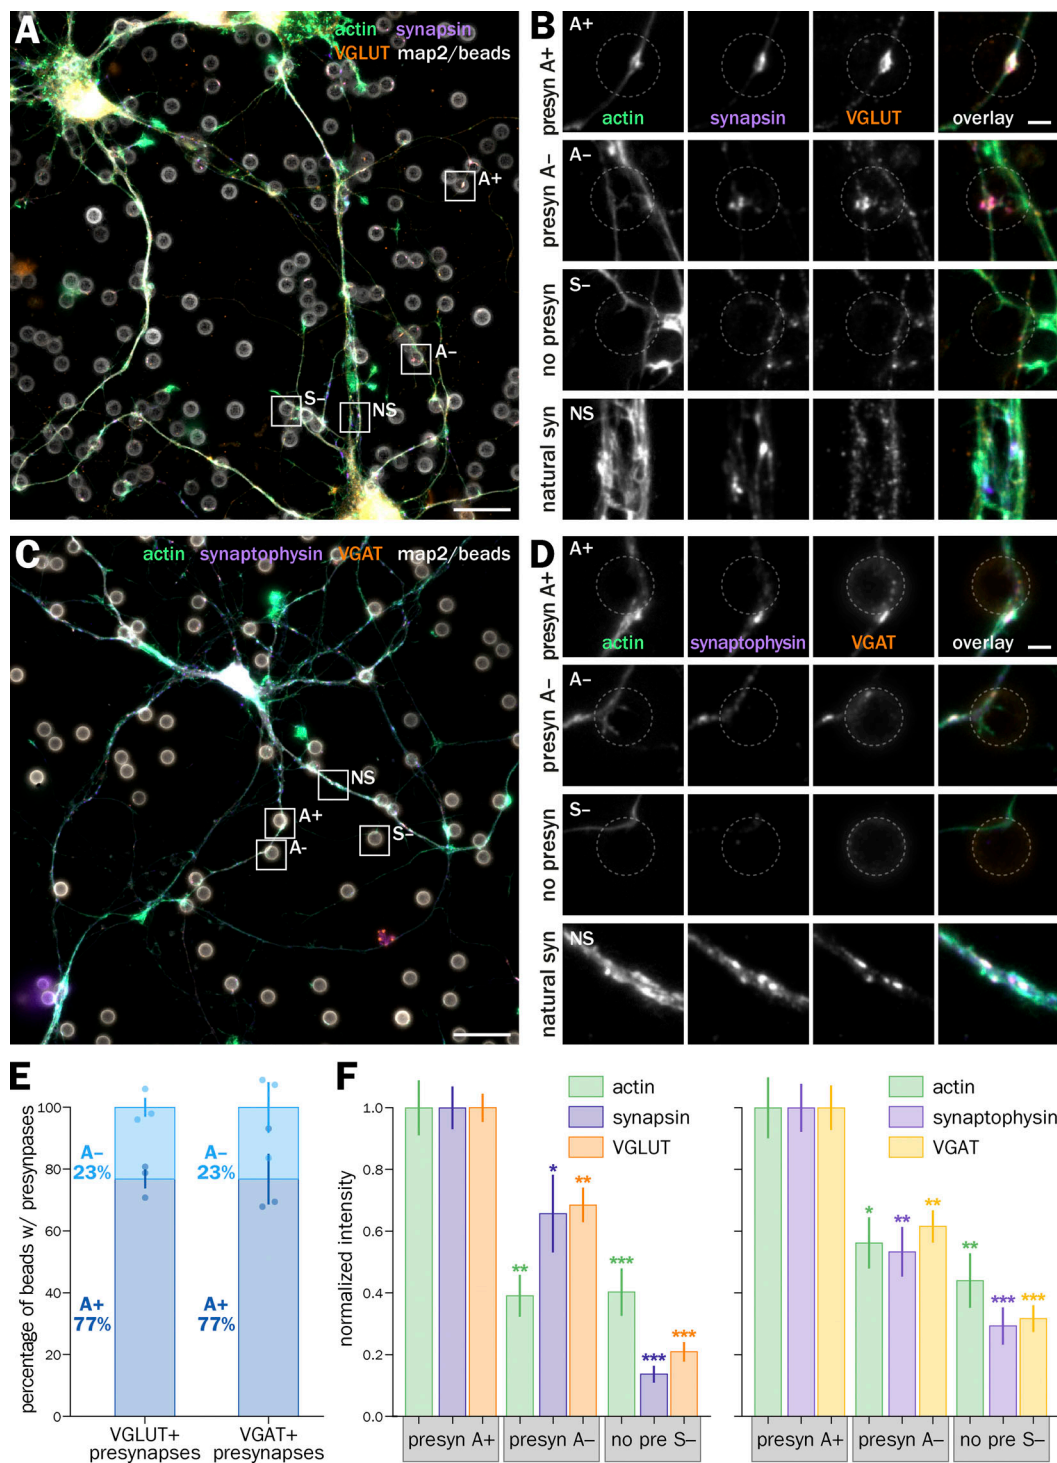 A
actin synapsin
VGLUT map2/beads
A+
A–
S–
NS
B
presyn A+
A+
actin
synapsin
VGLUT
overlay
presyn A–
A–
no presyn
S–
natural syn
NS
C
actin synaptophysin VGAT map2/beads
NS
A+
A-
S–
D
presyn A+
A+
actin
synaptophysin
VGAT
overlay
presyn A–
A–
no presyn
S–
natural syn
NS
E
percentage of beads w/ presynpases
100
80
60
40
20
0
A–
23%
A–
23%
A+
77%
A+
77%
VGLUT+
presynapses
VGAT+
presynapses
F
normalized intensity
1.0
0.8
0.6
0.4
0.2
0.0
actin
synapsin
VGLUT
** * **
*** *** ***
presyn A+
presyn A–
no pre S–
actin
synaptophysin
VGAT
* ** **
** *** ***
presyn A+
presyn A–
no pre S–